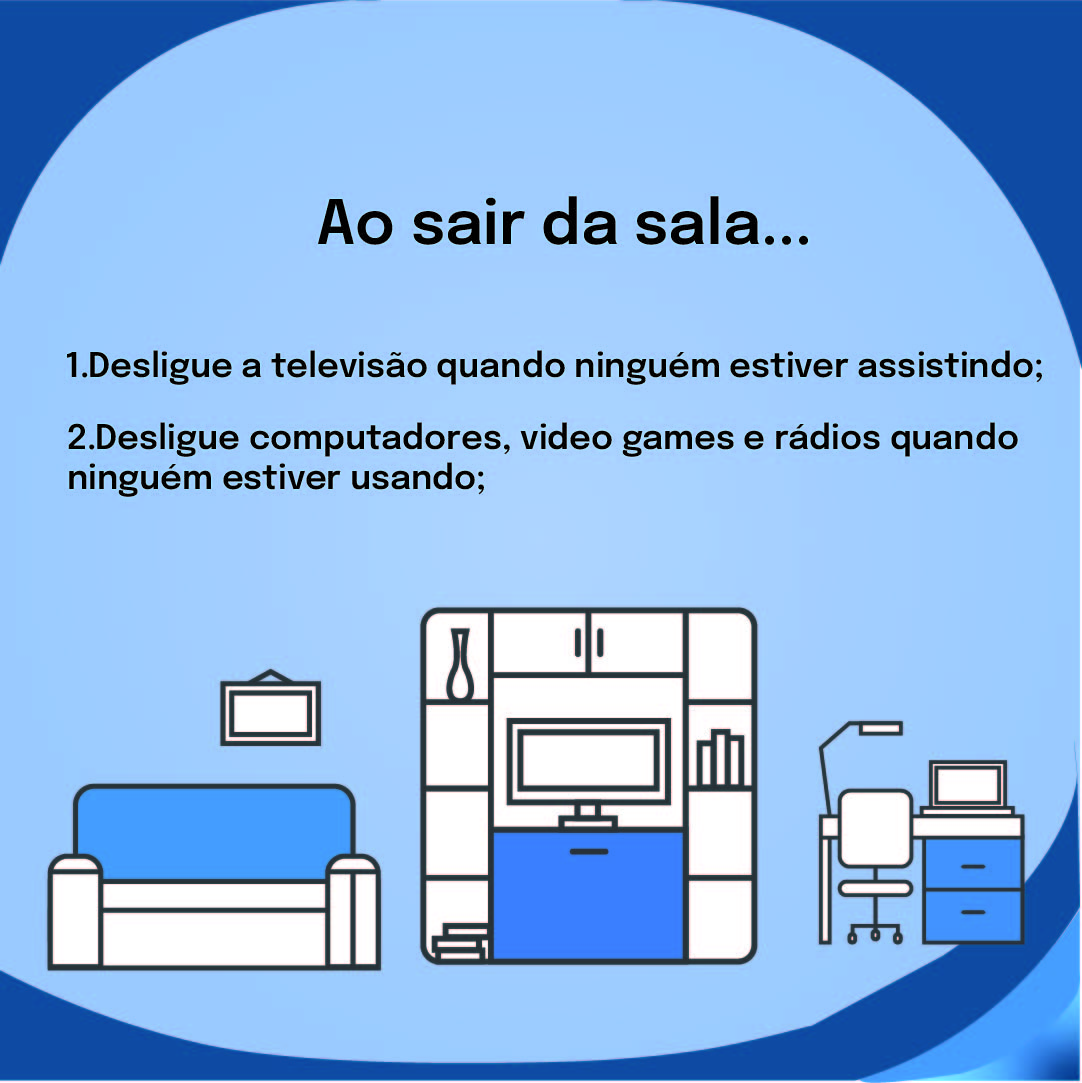 Ao sair da sala...
1.Desligue a televisão quando ninguém estiver assistindo;
2.Desligue computadores, video games e rádios quando
ninguém estiver usando;